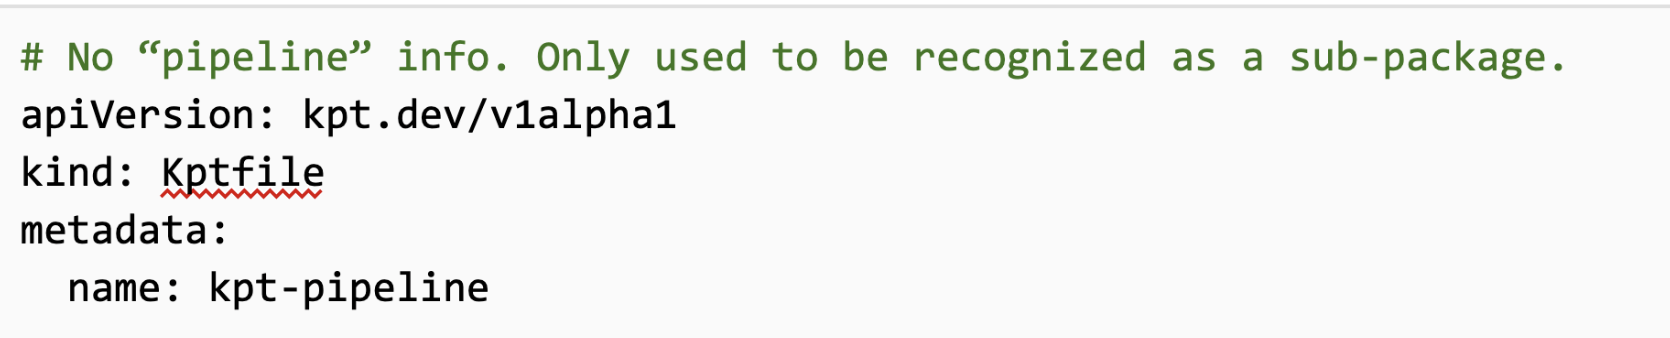 # No “pipeline” info. Only used to be recognized as a sub-package.
apiVersion: kpt.dev/v1alpha1
kind: Kptfile
metadata:
  name: kpt-pipeline